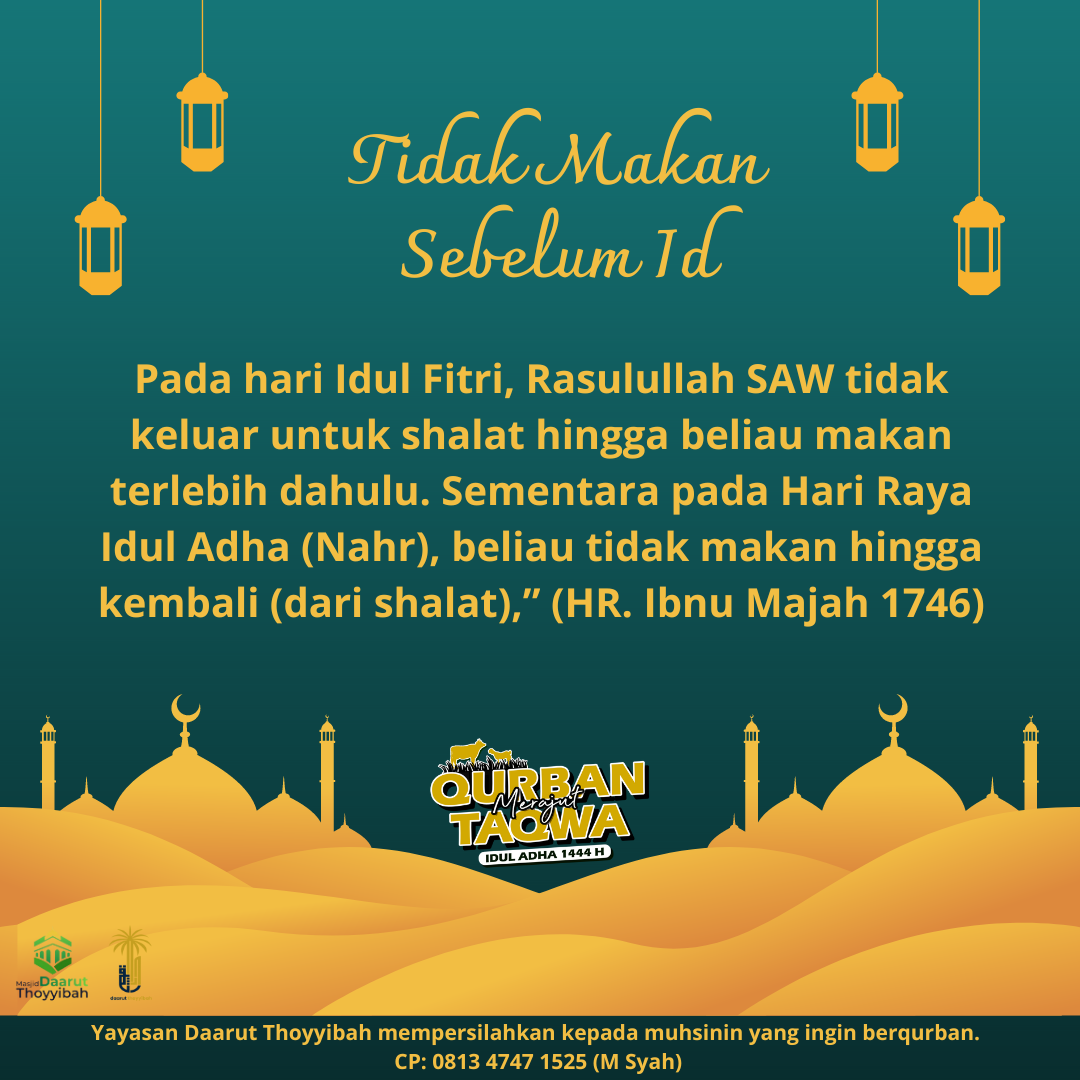 Tidak Makan
Sebelum Id
Pada hari Idul Fitri, Rasulullah SAW tidak
keluar untuk shalat hingga beliau makan
terlebih dahulu. Sementara pada Hari Raya
Idul Adha (Nahr), beliau tidak makan hingga
kembali (dari shalat),” (HR. Ibnu Majah 1746)
QURBAN
Merajut
TAQWA
IDUL ADHA 1444 H
Masjid Daarut
Thoyyibah
daarut thoyyibah
Yayasan Daarut Thoyyibah mempersilahkan kepada muhsinin yang ingin berqurban.
CP: 0813 4747 1525 (M Syah)